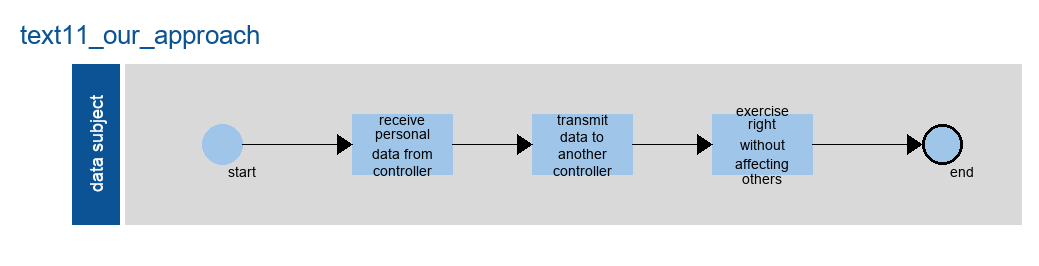 text11_our_approach
data subject
start
receive
personal
data from
controller
transmit
data to
another
controller
exercise
right
without
affecting
others
end